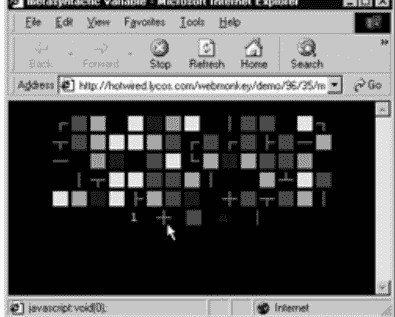 metasyntactic variable - Microsoft Internet Explorer
File Edit View Favorites Tools Help
Back Forward Stop Refresh Home Search
Address http://hotwired.lycos.com/webmonkey/demo/96/35/m Go
1
javascript:void(0); Internet